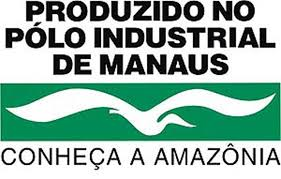 PRODUZIDO NO
PÓLO INDUSTRIAL
DE MANAUS
CONHEÇA A AMAZÔNIA